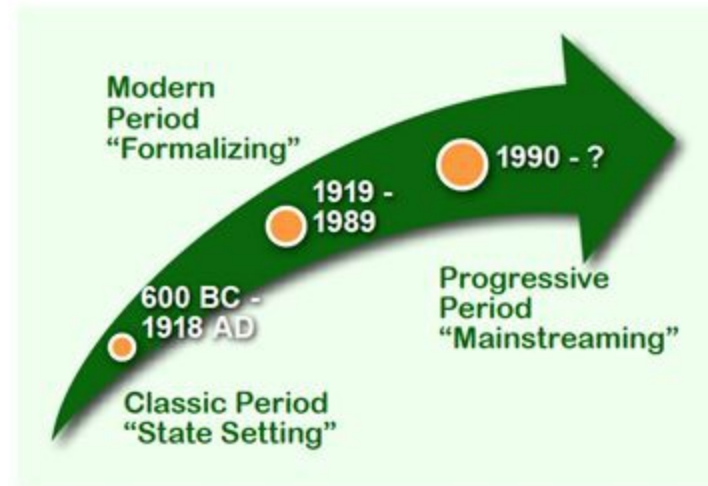 Modern
Period
“Formalizing”
1990 - ?
1919 -
1989
600 BC -
1918 AD
Progressive
Period
“Mainstreaming”
Classic Period
“State Setting”